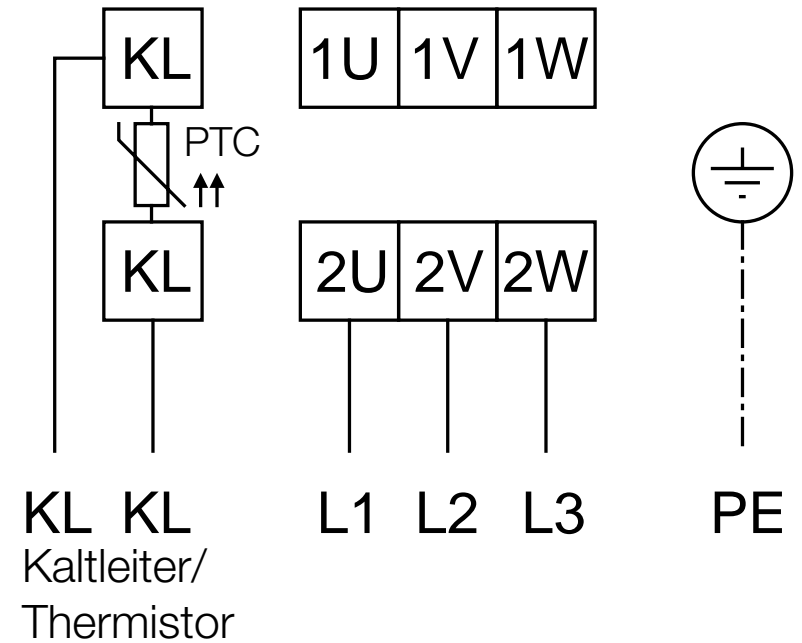 KL 1U 1V 1W
PTC
KL 2U 2V 2W
KL KL L1 L2 L3 PE
Kaltleiter/
Thermistor